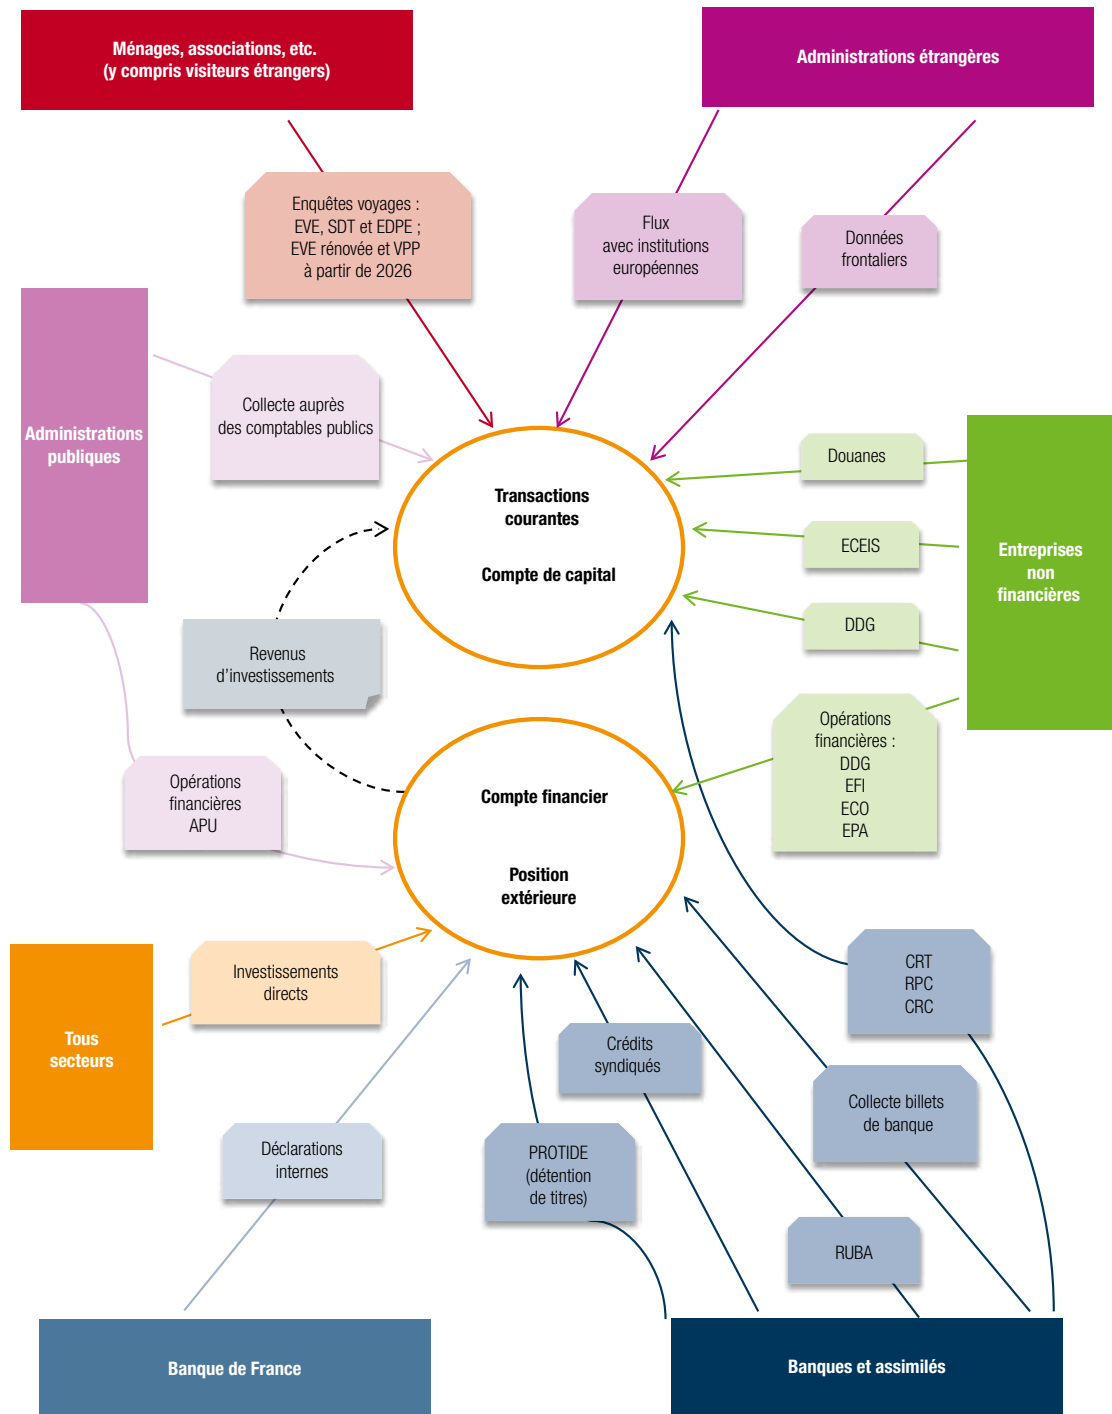 Ménages, associations, etc.
(y compris visiteurs étrangers)
Administrations étrangères
Enquêtes voyages :
EVE, SDT et EDPE ;
EVE rénovée et VPP
à partir de 2026
Flux
avec institutions
européennes
Données
frontaliers
Administrations
publiques
Collecte auprès
des comptables publics
Douanes
ECEIS
DDG
Entreprises
non
financières
Transactions
courantes
Compte de capital
Revenus
d’investissements
Opérations
financières :
DDG
EFI
ECO
EPA
Opérations
financières
APU
Compte financier
Position
extérieure
Tous
secteurs
Investissements
directs
CRT
RPC
CRC
Crédits
syndiqués
Collecte billets
de banque
Déclarations
internes
PROTIDE
(détention
de titres)
RUBA
Banque de France
Banques et assimilés